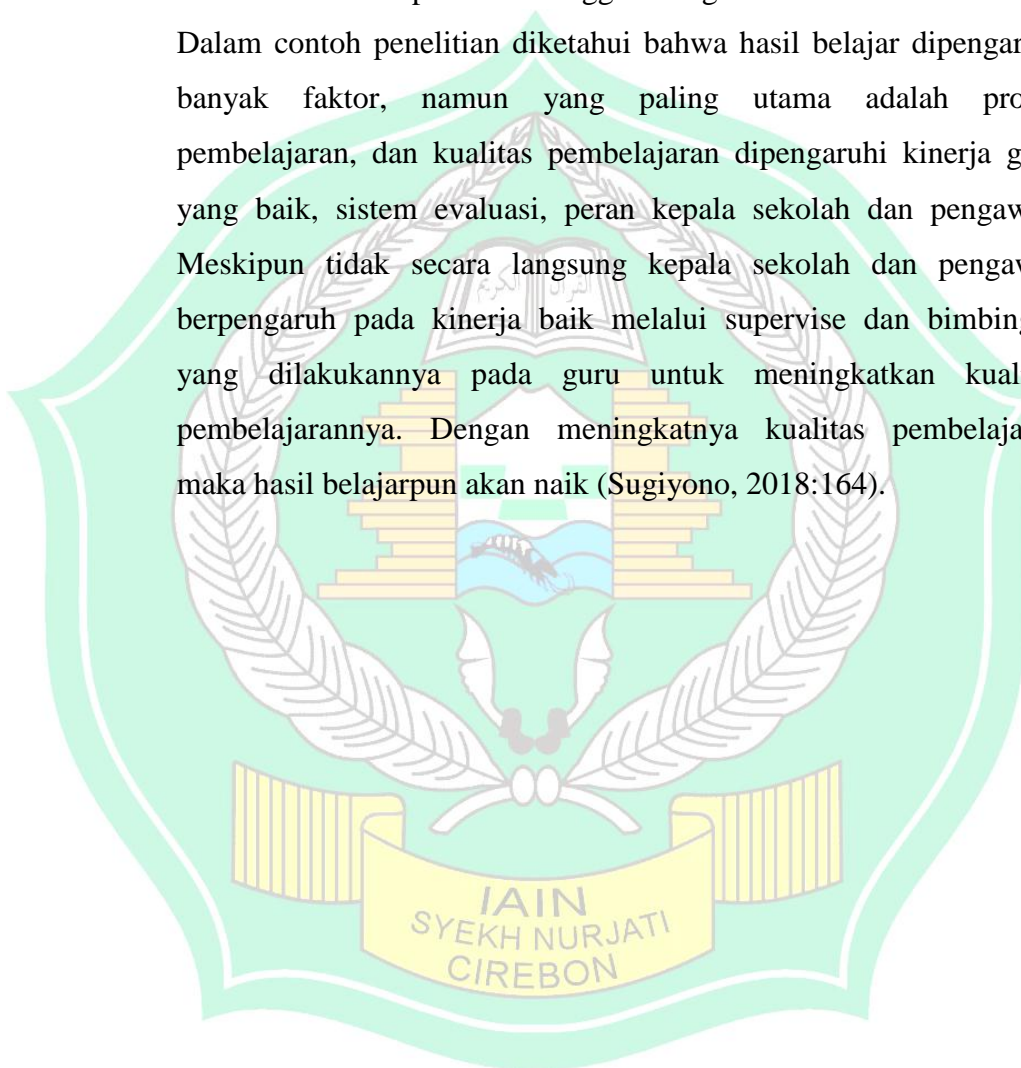 Dalam contoh penelitian diketahui bahwa hasil belajar dipengar
banyak faktor, namun yang paling utama adalah pro
pembelajaran, dan kualitas pembelajaran dipengaruhi kinerja g
yang baik, sistem evaluasi, peran kepala sekolah dan pengaw
Meskipun tidak secara langsung kepala sekolah dan pengaw
berpengaruh pada kinerja baik melalui supervise dan bimbing
yang dilakukannya pada guru untuk meningkatkan kual
pembelajarannya. Dengan meningkatnya kualitas pembelaja
maka hasil belajarpun akan naik (Sugiyono, 2018:164).
القرآن الكريم
IAIN
SYEKH NURJATI
CIREBON